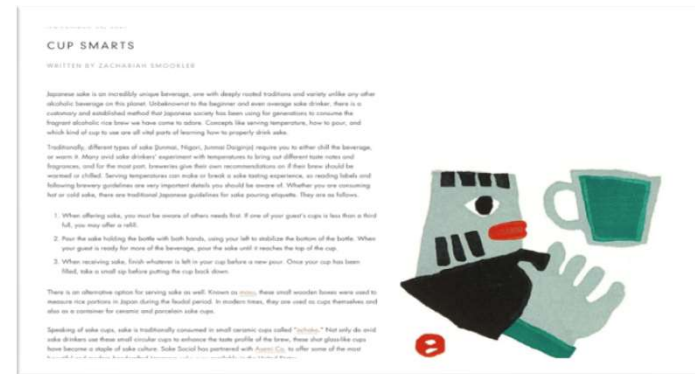 CUP SMARTS
WRITTEN BY ZACHARIAH SMOOKLER
Japanese sake is an incredibly unique beverage, one with deeply rooted traditions and variety unlike any other
alcoholic beverage on this planet. Unbeknownst to the beginner and even average sake drinker, there is a
customary and established method that Japanese society has been using for generations to consume the
fragrant alcoholic rice brew we have come to adore. Concepts like serving temperature, how to pour, and
which kind of cup to use are all vital parts of learning how to properly drink sake.
Traditionally, different types of sake (Junmai, Nigori, Junmai Daiginjo) require you to either chill the beverage,
or warm it. Many avid sake drinkers' experiment with temperatures to bring out different taste notes and
fragrances, and for the most part, breweries give their own recommendations on if their brew should be
warmed or chilled. Serving temperatures can make or break a sake tasting experience, so reading labels and
following brewery guidelines are very important details you should be aware of. Whether you are consuming
hot or cold sake, there are traditional Japanese guidelines for sake pouring etiquette. They are as follows.
1. When offering sake, you must be aware of others needs first. If one of your guest's cups is less than a third
full, you may offer a refill.
2. Pour the sake holding the bottle with both hands, using your left to stabilize the bottom of the bottle. When
your guest is ready for more of the beverage, pour the sake until it reaches the top of the cup.
3. When receiving sake, finish whatever is left in your cup before a new pour. Once your cup has been
filled, take a small sip before putting the cup back down.
There is an alternative option for serving sake as well. Known as masu, these small wooden boxes were used to
measure rice portions in Japan during the feudal period. In modern times, they are used as cups themselves and
also as a container for ceramic and porcelain sake cups.
Speaking of sake cups, sake is traditionally consumed in small ceramic cups called "ochoko." Not only do avid
sake drinkers use these small circular cups to enhance the taste profile of the brew, these shot glass-like cups
have become a staple of sake culture. Sake Social has partnered with Asemi Co. to offer some of the most